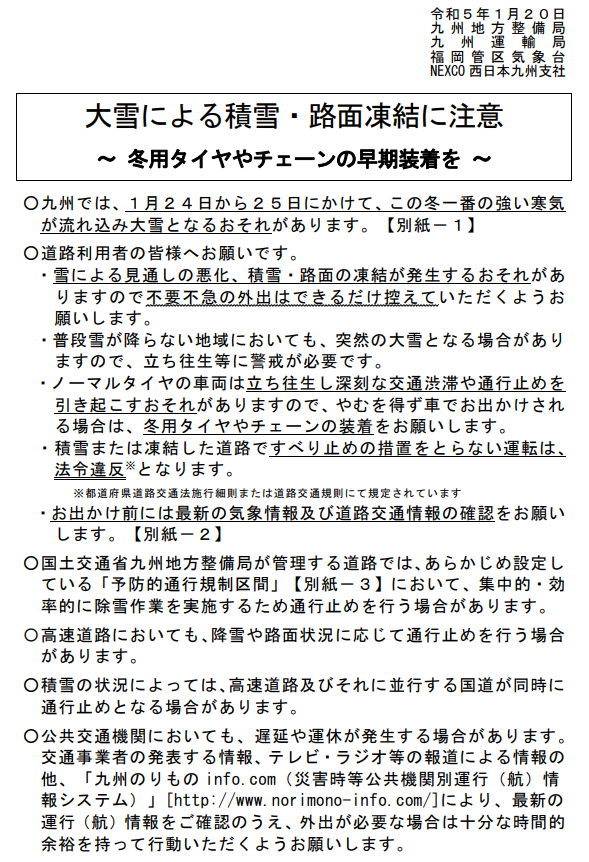 令和５年１月２０日
九州地方整備局
九州運輸局
福岡管区気象台
NEXCO 西日本九州支社
大雪による積雪・路面凍結に注意
～ 冬用タイヤやチェーンの早期装着を ～
〇九州では、１月２４日から２５日にかけて、この冬一番の強い寒気
が流れ込み大雪となるおそれがあります。【別紙－１】
〇道路利用者の皆様へお願いです。
・雪による見通しの悪化、積雪・路面の凍結が発生するおそれがあ
りますので不要不急の外出はできるだけ控えていただくようお
願いします。
・普段雪が降らない地域においても、突然の大雪となる場合があり
ますので、立ち往生等に警戒が必要です。
・ノーマルタイヤの車両は立ち往生し深刻な交通渋滞や通行止めを
引き起こすおそれがありますので、やむを得ず車でお出かけされ
る場合は、冬用タイヤやチェーンの装着をお願いします。
・積雪または凍結した道路ですべり止めの措置をとらない運転は、
法令違反※となります。
※都道府県道路交通法施行細則または道路交通規則にて規定されています
・お出かけ前には最新の気象情報及び道路交通情報の確認をお願い
します。【別紙－２】
〇国土交通省九州地方整備局が管理する道路では、あらかじめ設定し
ている「予防的通行規制区間」【別紙－３】において、集中的・効
率的に除雪作業を実施するため通行止めを行う場合があります。
〇高速道路においても、降雪や路面状況に応じて通行止めを行う場合
があります。
〇積雪の状況によっては、高速道路及びそれに並行する国道が同時に
通行止めとなる場合があります。
〇公共交通機関においても、遅延や運休が発生する場合があります。
交通事業者の発表する情報、テレビ・ラジオ等の報道による情報の
他、「九州のりもの info.com（災害時等公共機関別運行（航）情
報システム）」[http://www.norimono-info.com/]により、最新の
運行（航）情報をご確認のうえ、外出が必要な場合は十分な時間的
余裕を持って行動いただくようお願いします。